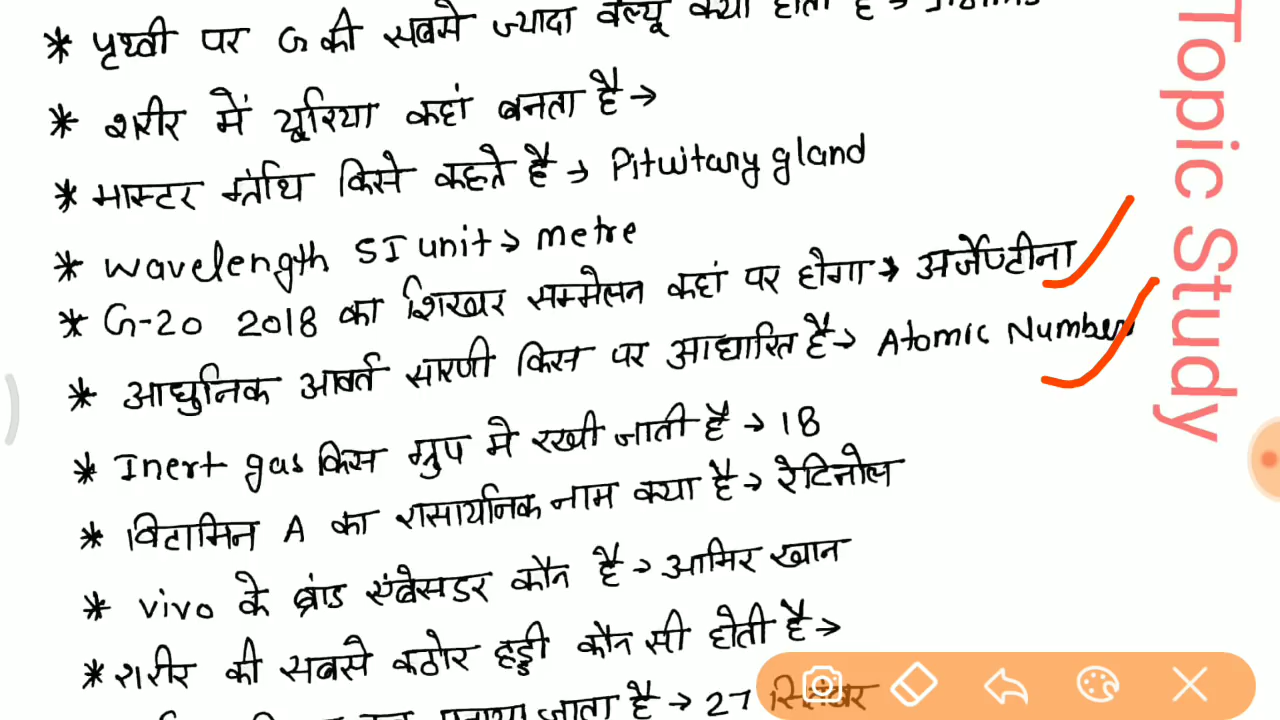 * पृथ्वी पर G की सबसे ज्यादा वैल्यू क्या होती है →
* शरीर में यूरिया कहां बनता है →
* मास्टर ग्रंथि किसे कहते है → Pituitary gland
* wavelength SI unit → metre
* G-20 2018 का शिखर सम्मेलन कहां पर होगा → अर्जेण्टीना
* आधुनिक आवर्त सारणी किस पर आधारित है → Atomic Number
* Inert gas किस ग्रुप मे रखी जाती है → 18
* विटामिन A का रासायनिक नाम क्या है → रेटिनोल
* vivo के ब्रांड एंबेसडर कौन है → आमिर खान
* शरीर की सबसे कठोर हड्डी कौन सी होती है →
जाता है → 27 सितंबर
Topic Study